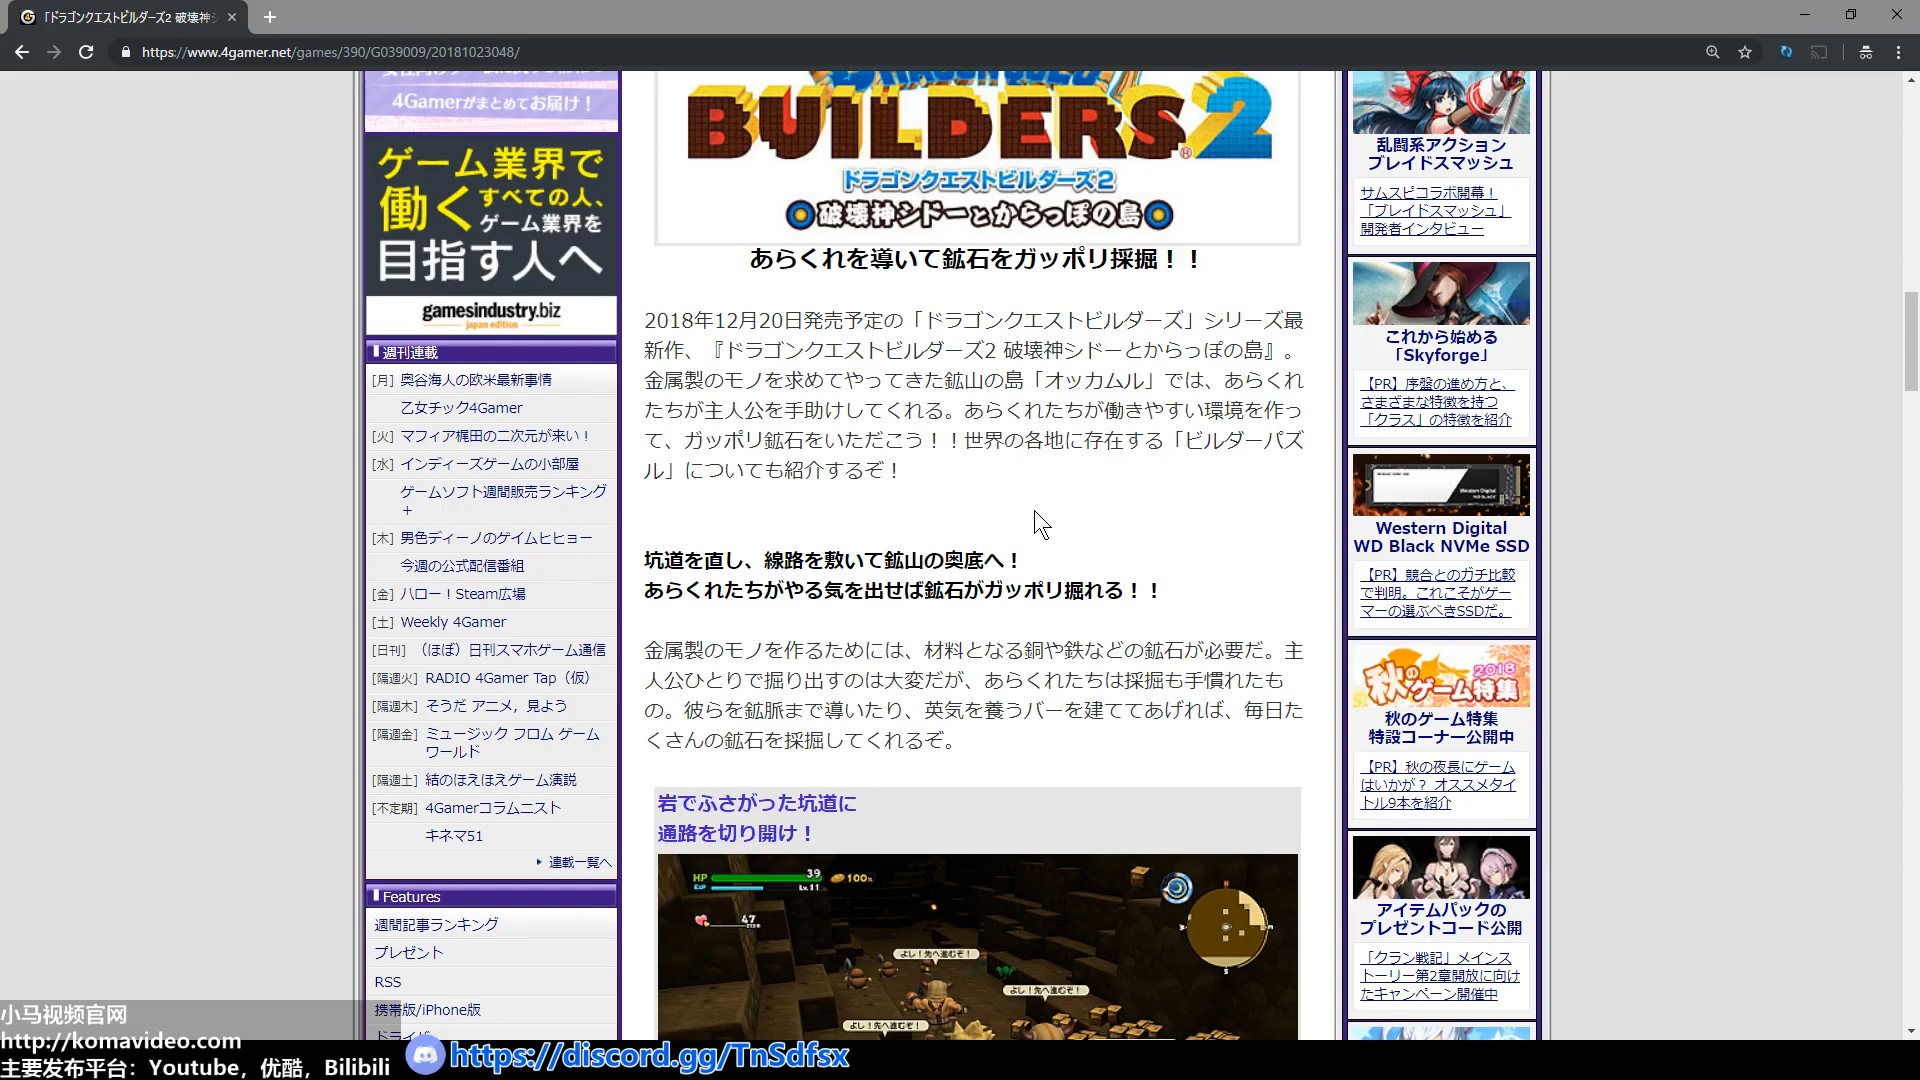 「ドラゴンクエストビルダーズ2 破壊神シ
https://www.4gamer.net/games/390/G039009/20181023048/
4Gamerがまとめてお届け！
ゲーム業界で
働くすべての人、
ゲーム業界を
目指す人へ
gamesindustry.biz
japan edition
週刊連載
[月] 奥谷海人の欧米最新事情
乙女チック4Gamer
[火] マフィア梶田の二次元が来い！
[水] インディーズゲームの小部屋
ゲームソフト週間販売ランキング
+
[木] 男色ディーノのゲイムヒヒョー
今週の公式配信番組
[金] ハロー！Steam広場
[土] Weekly 4Gamer
[日刊] （ほぼ）日刊スマホゲーム通信
[隔週火] RADIO 4Gamer Tap（仮）
[隔週木] そうだ アニメ，見よう
[隔週金] ミュージック フロム ゲーム
ワールド
[隔週土] 結のほえほえゲーム演説
[不定期] 4Gamerコラムニスト
キネマ51
連載一覧へ
Features
週間記事ランキング
プレゼント
RSS
携帯版/iPhone版
BUILDERS2
ドラゴンクエストビルダーズ2
破壊神シドーとからっぽの島
あらくれを導いて鉱石をガッポリ採掘！！
2018年12月20日発売予定の「ドラゴンクエストビルダーズ」シリーズ最
新作、『ドラゴンクエストビルダーズ2 破壊神シドーとからっぽの島』。
金属製のモノを求めてやってきた鉱山の島「オッカムル」では、あらくれ
たちが主人公を手助けしてくれる。あらくれたちが働きやすい環境を作っ
て、ガッポリ鉱石をいただこう！！世界の各地に存在する「ビルダーパズ
ル」についても紹介するぞ！
坑道を直し、線路を敷いて鉱山の奥底へ！
あらくれたちがやる気を出せば鉱石がガッポリ掘れる！！
金属製のモノを作るためには、材料となる銅や鉄などの鉱石が必要だ。主
人公ひとりで掘り出すのは大変だが、あらくれたちは採掘も手慣れたも
の。彼らを鉱脈まで導いたり、英気を養うバーを建ててあげれば、毎日た
くさんの鉱石を採掘してくれるぞ。
岩でふさがった坑道に
通路を切り開け！
HP 39 100%
EXP Lv.11
47
よし！先へ進むぞ！
よし！先へ進むぞ！
よし！先へ進むぞ！
乱闘系アクション
ブレイドスマッシュ
サムスピコラボ開幕！
「ブレイドスマッシュ」
開発者インタビュー
これから始める
「Skyforge」
【PR】序盤の進め方と、
さまざまな特徴を持つ
「クラス」の特徴を紹介
Western Digital
WD Black NVMe SSD
【PR】競合とのガチ比較
で判明。これこそがゲー
マーの選ぶべきSSDだ。
秋のゲーム特集 2018
秋のゲーム特集
特設コーナー公開中
【PR】秋の夜長にゲーム
はいかが？ オススメタイ
トル9本を紹介
アイテムパックの
プレゼントコード公開
「クラン戦記」メインス
トーリー第2章開放に向け
たキャンペーン開催中
小马视频官网
http://komavideo.com
主要发布平台：Youtube，优酷，Bilibili
https://discord.gg/TnSdfsx